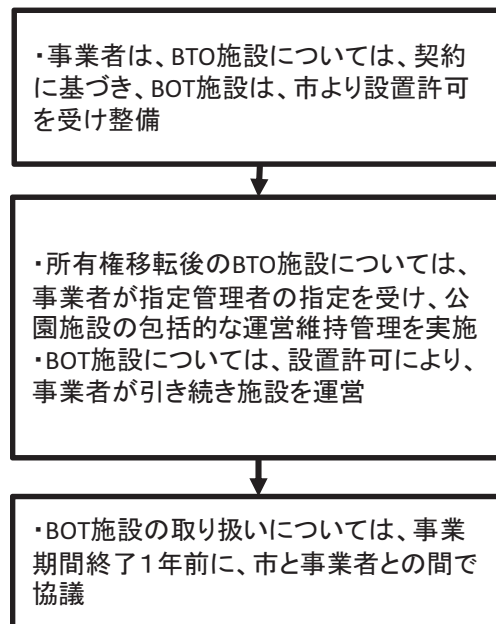 ・事業者は、BTO施設については、契約
に基づき、BOT施設は、市より設置許可
を受け整備
・所有権移転後のBTO施設については、
事業者が指定管理者の指定を受け、公
園施設の包括的な運営維持管理を実施
・BOT施設については、設置許可により、
事業者が引き続き施設を運営
・BOT施設の取り扱いについては、事業
期間終了1年前に、市と事業者との間で
協議